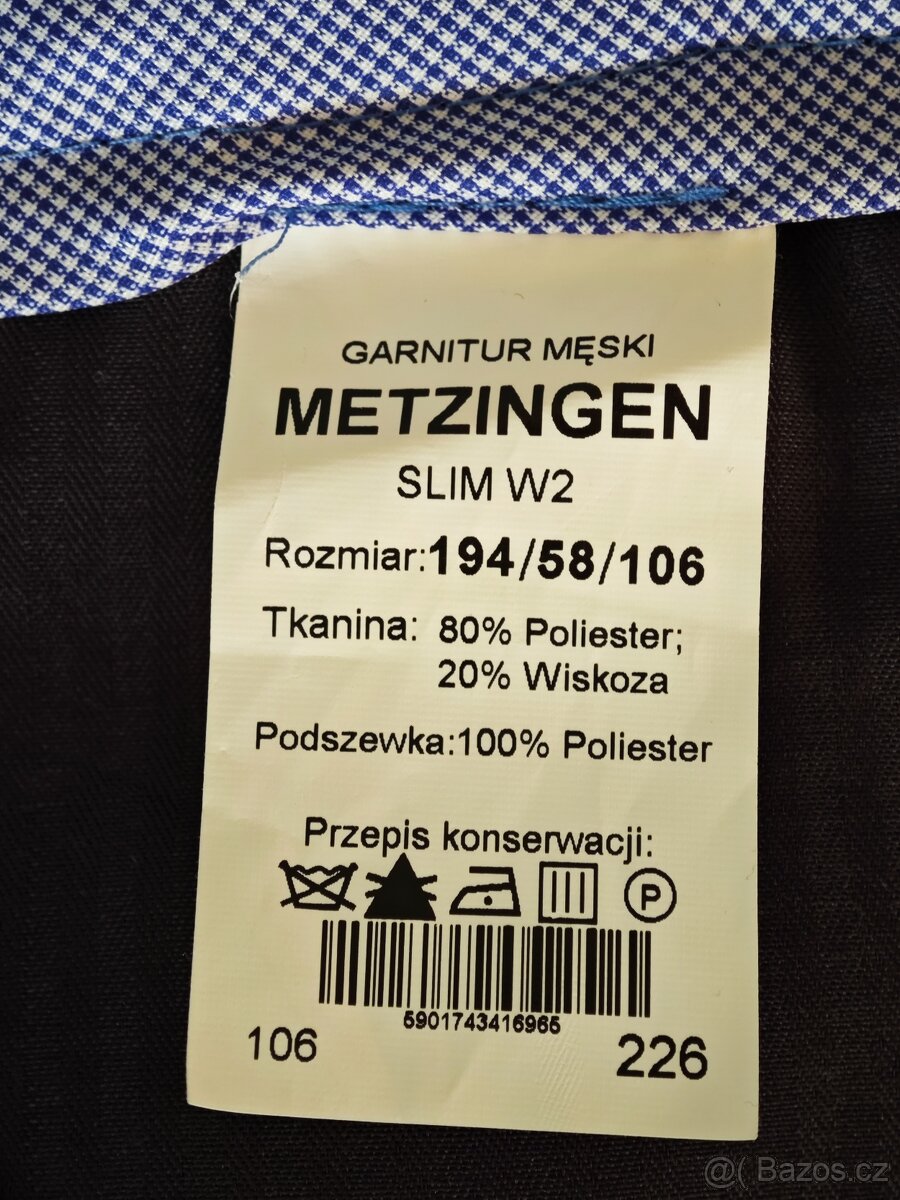 GARNITUR MĘSKI
METZINGEN
SLIM W2
Rozmiar:194/58/106
Tkanina: 80% Poliester;
20% Wiskoza
Podszewka:100% Poliester
Przepis konserwacji:
P
5901743416965
106 226
@( Bazos.cz